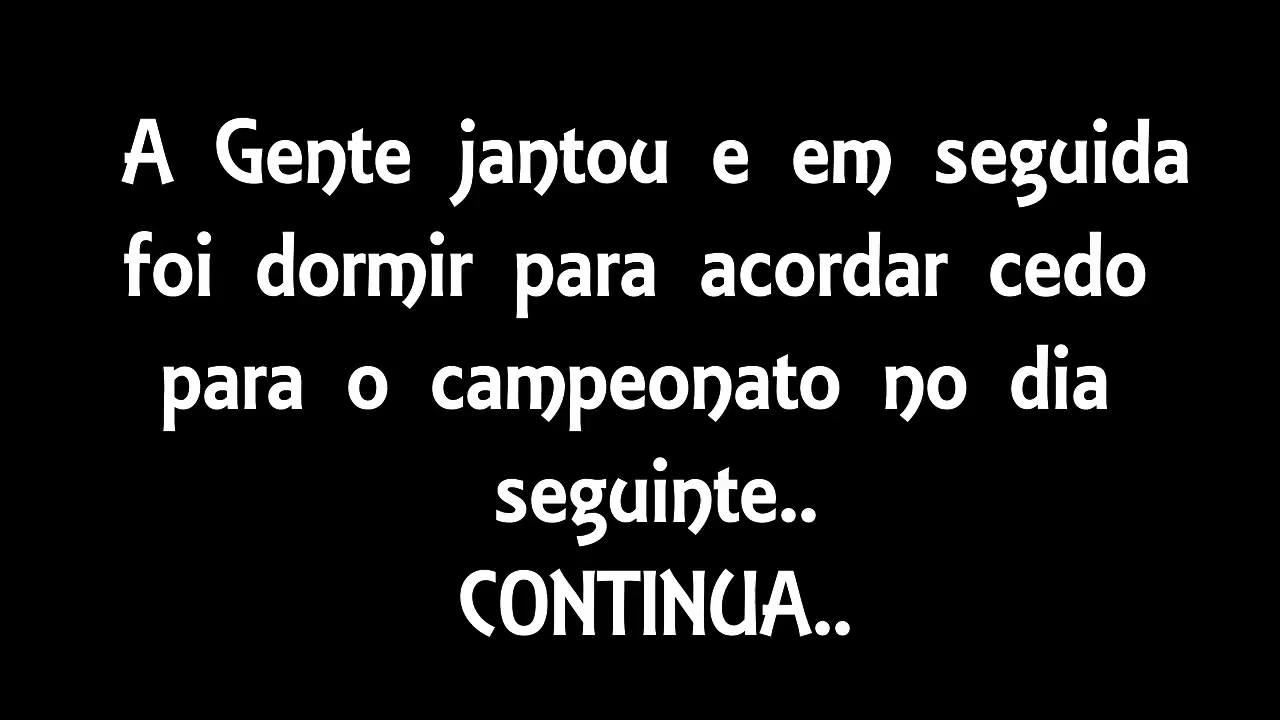 A Gente jantou e em seguida
foi dormir para acordar cedo
para o campeonato no dia
seguinte..
CONTINUA..